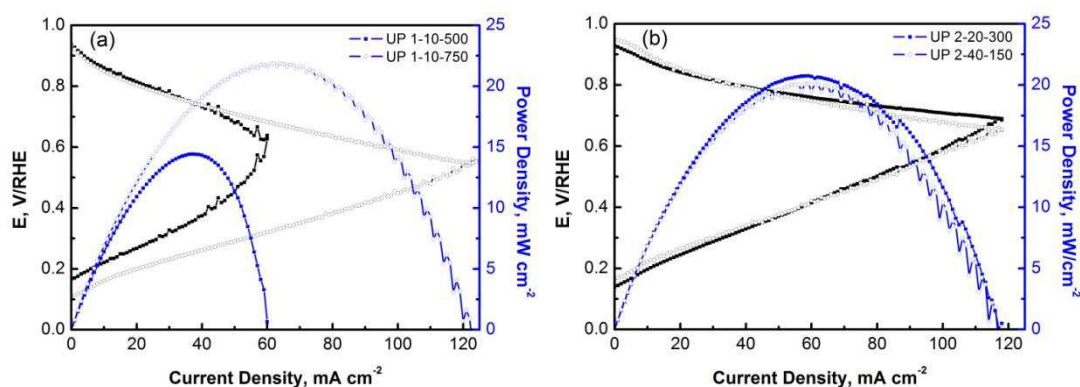 (a)
UP 1-10-500
UP 1-10-750
1.0
0.8
0.6
0.4
0.2
0.0
E, V/RHE
0 20 40 60 80 100 120
Current Density, mA cm-2
25
20
15
10
5
0
Power Density, mW cm-2
(b)
UP 2-20-300
UP 2-40-150
1.0
0.8
0.6
0.4
0.2
0.0
E, V/RHE
0 20 40 60 80 100 120
Current Density, mA cm-2
25
20
15
10
5
0
Power Density, mW/cm-2